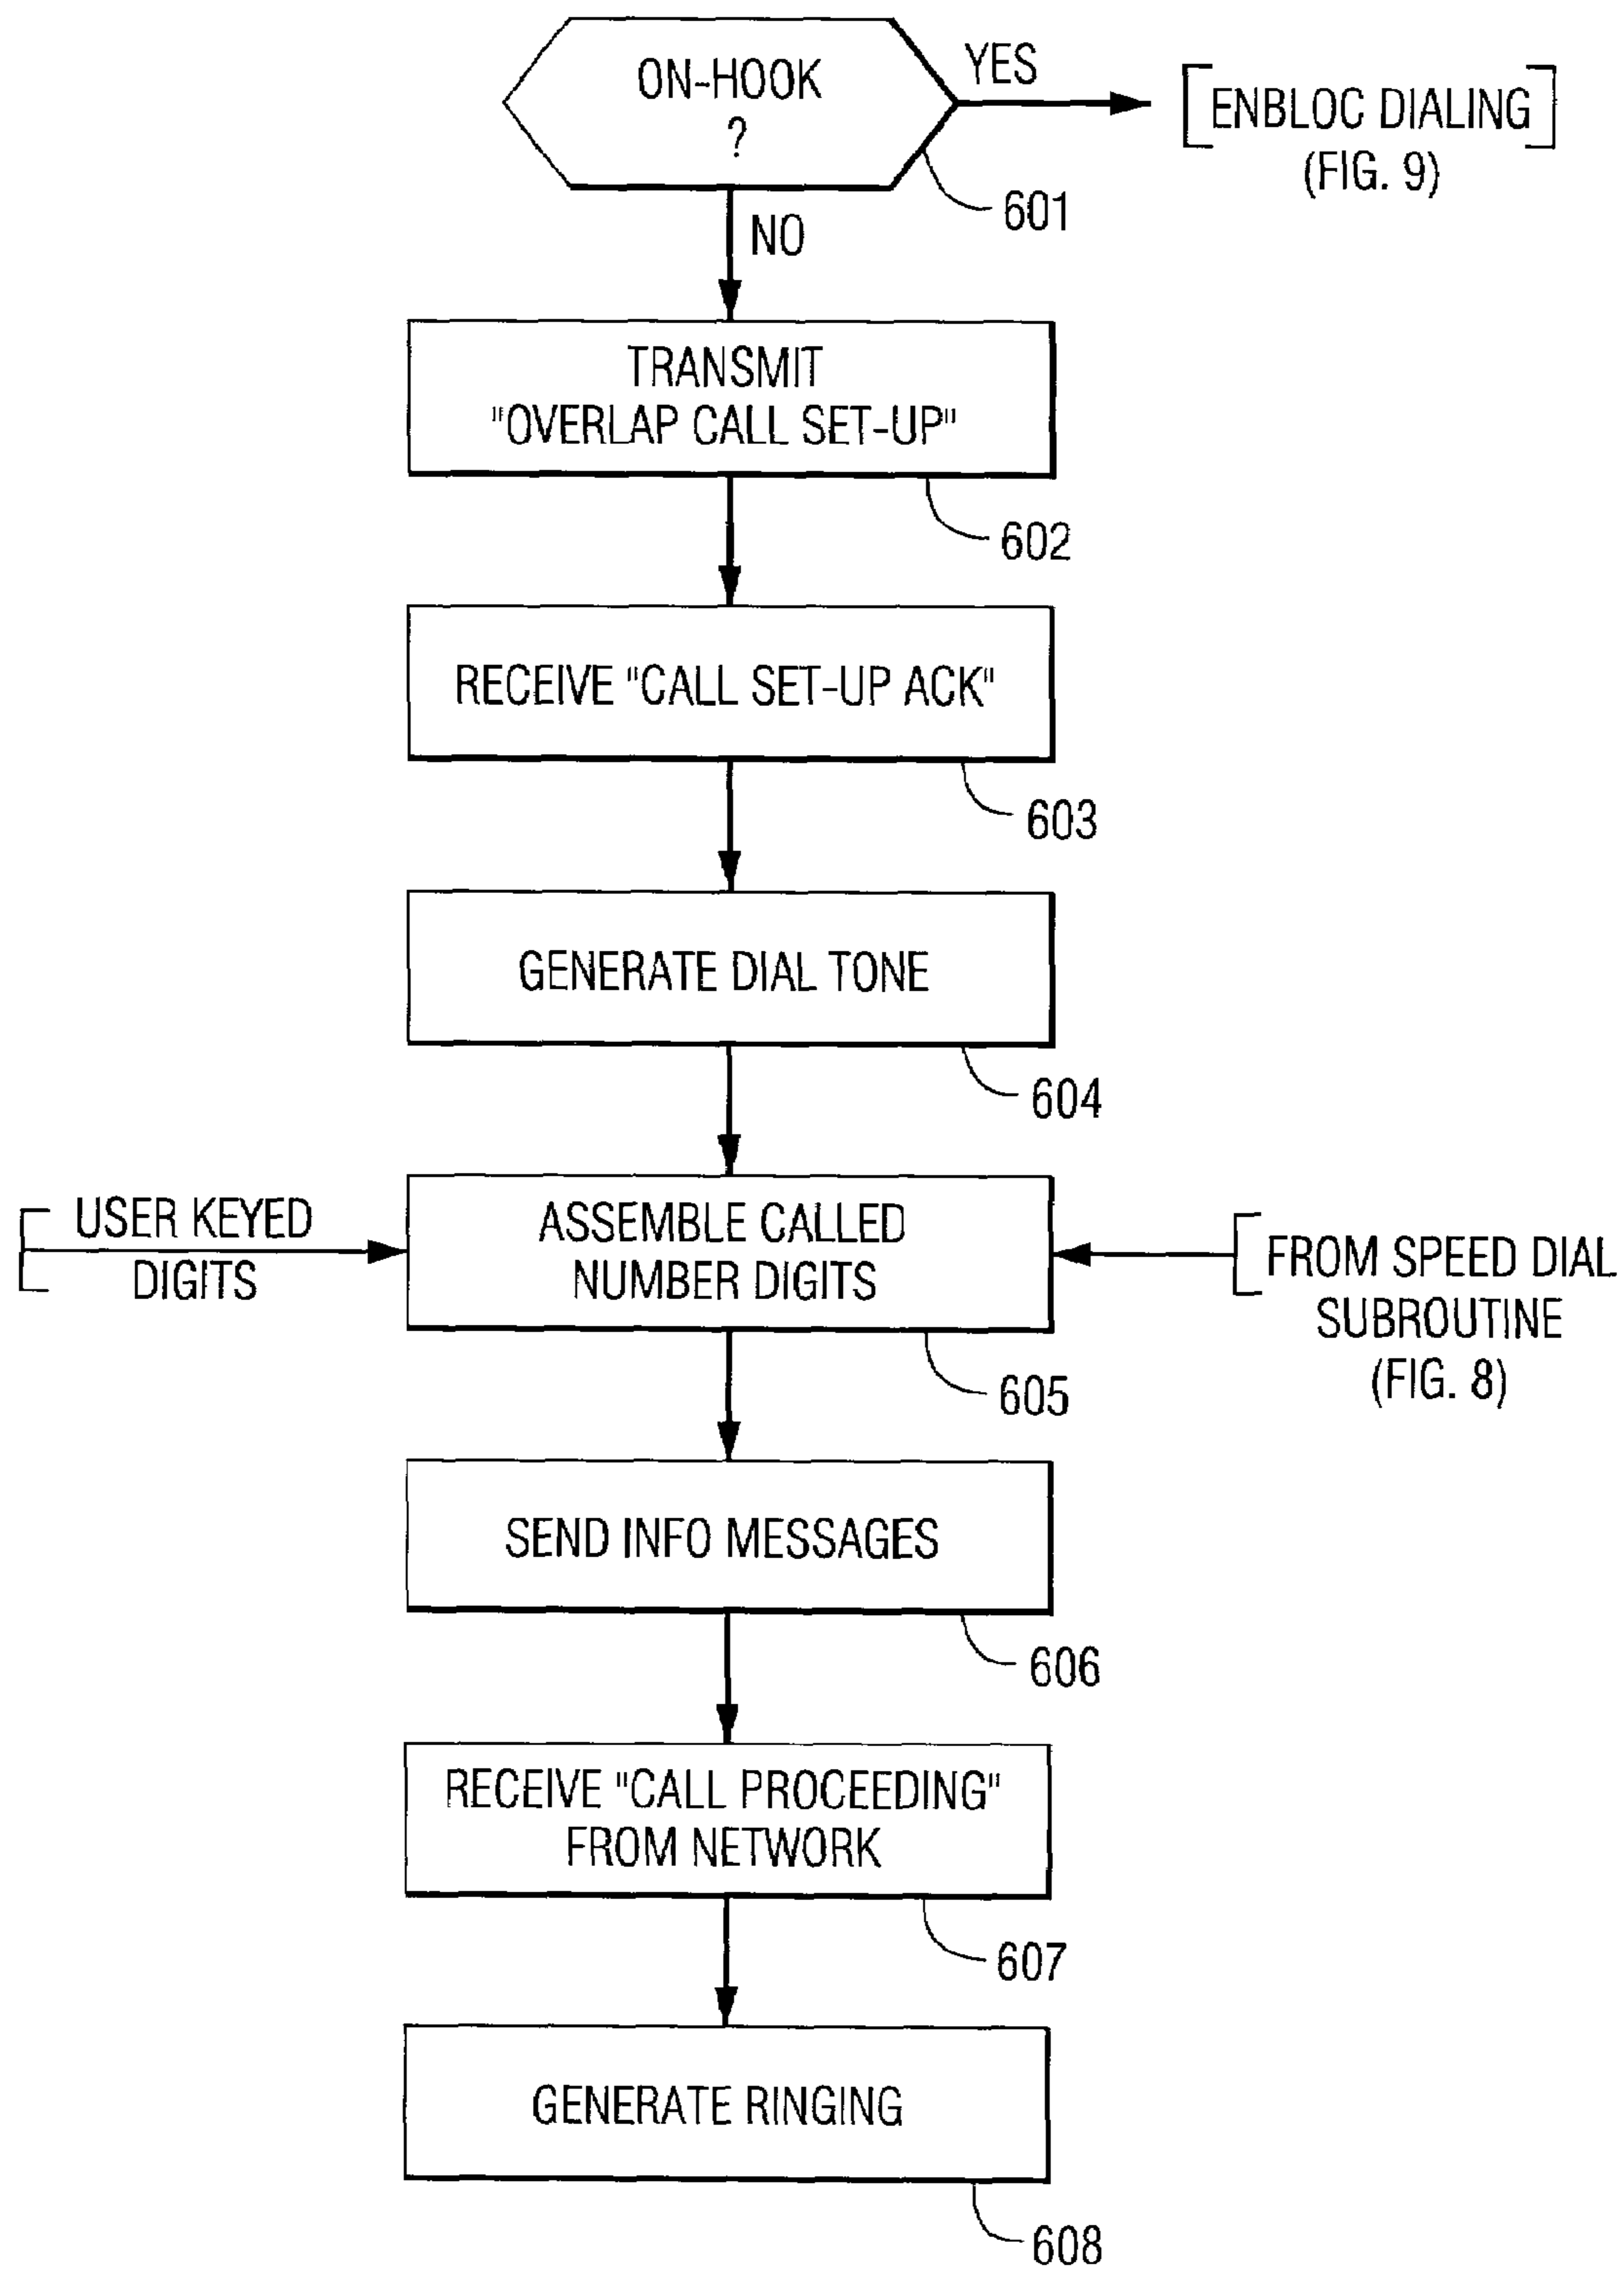 ON-HOOK
?
YES
[ENBLOC DIALING]
(FIG. 9)
601
NO
TRANSMIT
"OVERLAP CALL SET-UP"
602
RECEIVE "CALL SET-UP ACK"
603
GENERATE DIAL TONE
604
USER KEYED
DIGITS
ASSEMBLE CALLED
NUMBER DIGITS
FROM SPEED DIAL
SUBROUTINE
(FIG. 8)
605
SEND INFO MESSAGES
606
RECEIVE "CALL PROCEEDING"
FROM NETWORK
607
GENERATE RINGING
608